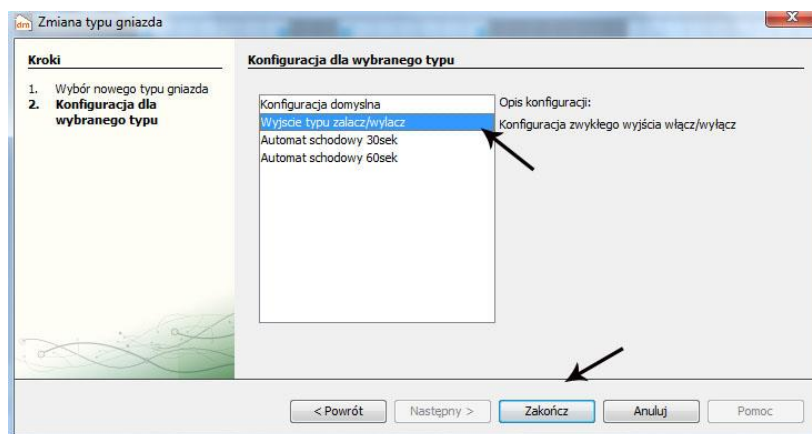 dm Zmiana typu gniazda
X
Kroki
1. Wybór nowego typu gniazda
2. Konfiguracja dla
wybranego typu
Konfiguracja dla wybranego typu
Konfiguracja domyslna
Wyjscie typu zalacz/wylacz
Automat schodowy 30sek
Automat schodowy 60sek
Opis konfiguracji:
Konfiguracja zwykłego wyjścia włącz/wyłącz
< Powrót
Następny >
Zakończ
Anuluj
Pomoc